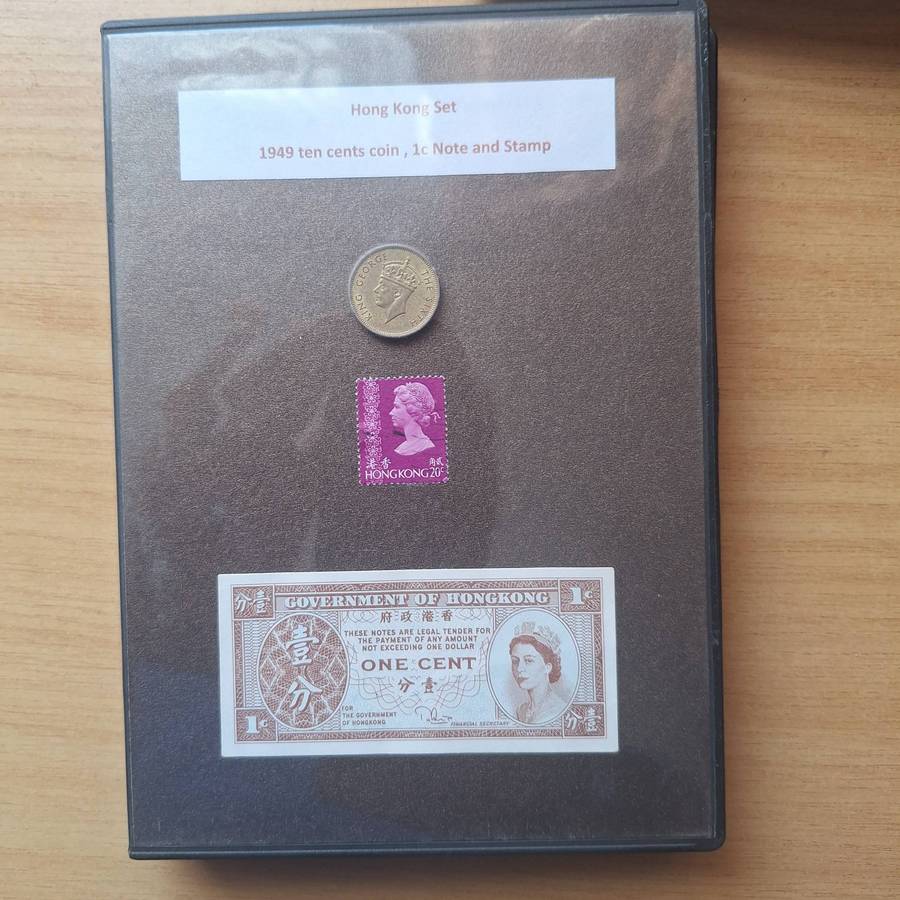 Hong Kong Set
1949 ten cents coin , 1c Note and Stamp
KING GEORGE THE SIXTH
港香 角貳
HONG KONG 20c
分壹 GOVERNMENT OF HONGKONG 1c
府政港香
THESE NOTES ARE LEGAL TENDER FOR
THE PAYMENT OF ANY AMOUNT
NOT EXCEEDING ONE DOLLAR
壹分
ONE CENT
分壹
FOR
THE GOVERNMENT
OF HONGKONG
FINANCIAL SECRETARY
1c 分壹